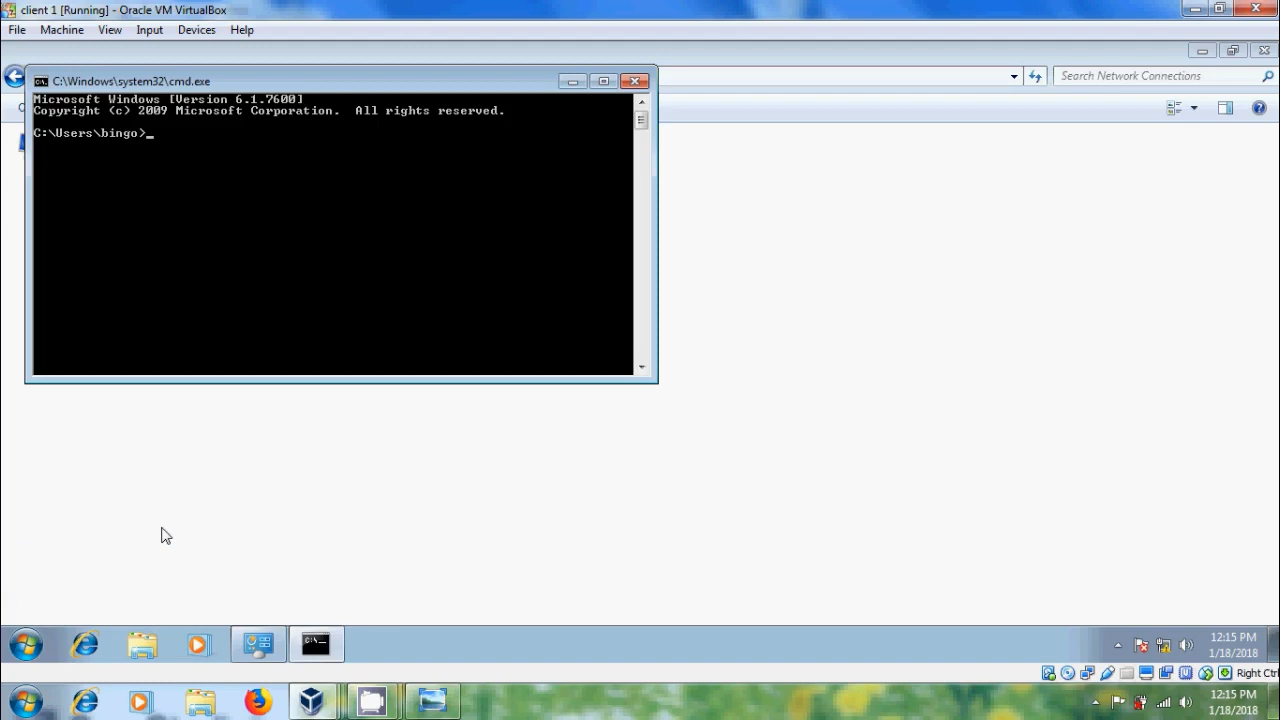 client 1 [Running] - Oracle VM VirtualBox
File Machine View Input Devices Help
Search Network Connections
C:\Windows\system32\cmd.exe
Microsoft Windows [Version 6.1.7600]
Copyright (c) 2009 Microsoft Corporation.  All rights reserved.
C:\Users\bingo>_
12:15 PM
1/18/2018
Right Ctrl
12:15 PM
1/18/2018